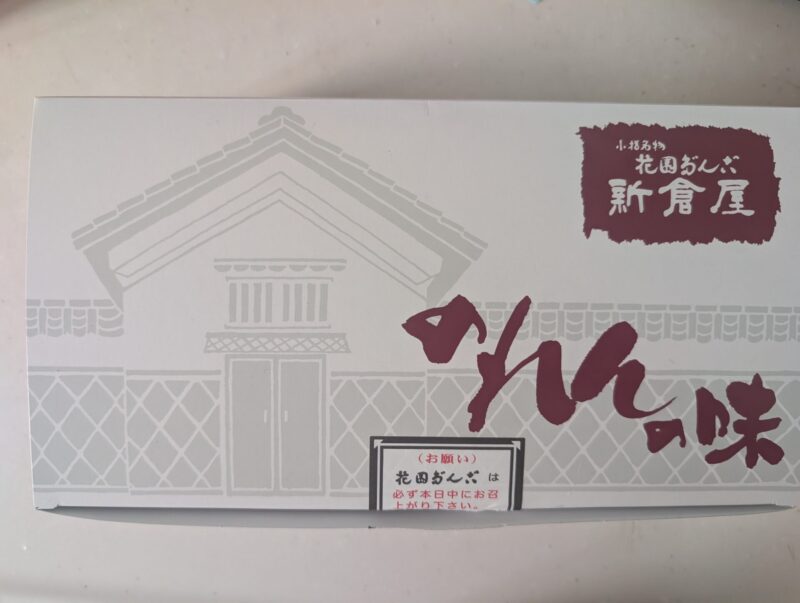 小樽名物
花園だんご
新倉屋
のれんの味
(お願い)
花園だんごは
必ず本日中にお召
上がり下さい。